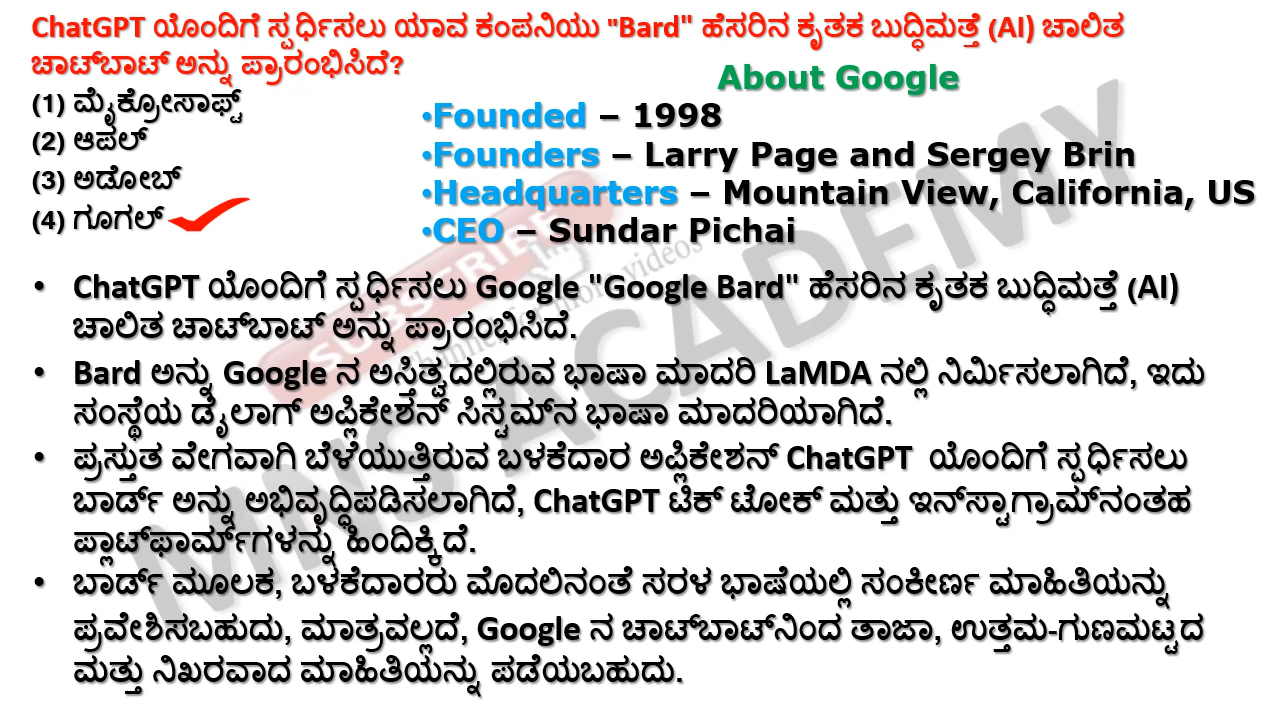 ChatGPT ಯೊಂದಿಗೆ ಸ್ಪರ್ಧಿಸಲು ಯಾವ ಕಂಪನಿಯು "Bard" ಹೆಸರಿನ ಕೃತಕ ಬುದ್ಧಿಮತ್ತೆ (AI) ಚಾಲಿತ
ಚಾಟ್‌ಬಾಟ್ ಅನ್ನು ಪ್ರಾರಂಭಿಸಿದೆ?
(1) ಮೈಕ್ರೋಸಾಫ್ಟ್
(2) ಆಪಲ್
(3) ಅಡೋಬ್
(4) ಗೂಗಲ್
About Google
•Founded – 1998
•Founders – Larry Page and Sergey Brin
•Headquarters – Mountain View, California, US
•CEO – Sundar Pichai
• ChatGPT ಯೊಂದಿಗೆ ಸ್ಪರ್ಧಿಸಲು Google "Google Bard" ಹೆಸರಿನ ಕೃತಕ ಬುದ್ಧಿಮತ್ತೆ (AI)
ಚಾಲಿತ ಚಾಟ್‌ಬಾಟ್ ಅನ್ನು ಪ್ರಾರಂಭಿಸಿದೆ.
• Bard ಅನ್ನು Google ನ ಅಸ್ತಿತ್ವದಲ್ಲಿರುವ ಭಾಷಾ ಮಾದರಿ LaMDA ನಲ್ಲಿ ನಿರ್ಮಿಸಲಾಗಿದೆ, ಇದು
ಸಂಸ್ಥೆಯ ಡೈಲಾಗ್ ಅಪ್ಲಿಕೇಶನ್ ಸಿಸ್ಟಮ್‌ನ ಭಾಷಾ ಮಾದರಿಯಾಗಿದೆ.
• ಪ್ರಸ್ತುತ ವೇಗವಾಗಿ ಬೆಳೆಯುತ್ತಿರುವ ಬಳಕೆದಾರ ಅಪ್ಲಿಕೇಶನ್ ChatGPT ಯೊಂದಿಗೆ ಸ್ಪರ್ಧಿಸಲು
ಬಾರ್ಡ್ ಅನ್ನು ಅಭಿವೃದ್ಧಿಪಡಿಸಲಾಗಿದೆ, ChatGPT ಟಿಕ್ ಟೋಕ್ ಮತ್ತು ಇನ್‌ಸ್ಟಾಗ್ರಾಮ್‌ನಂತಹ
ಪ್ಲಾಟ್‌ಫಾರ್ಮ್‌ಗಳನ್ನು ಹಿಂದಿಕ್ಕಿದೆ.
• ಬಾರ್ಡ್ ಮೂಲಕ, ಬಳಕೆದಾರರು ಮೊದಲಿನಂತೆ ಸರಳ ಭಾಷೆಯಲ್ಲಿ ಸಂಕೀರ್ಣ ಮಾಹಿತಿಯನ್ನು
ಪ್ರವೇಶಿಸಬಹುದು, ಮಾತ್ರವಲ್ಲದೆ, Google ನ ಚಾಟ್‌ಬಾಟ್‌ನಿಂದ ತಾಜಾ, ಉತ್ತಮ-ಗುಣಮಟ್ಟದ
ಮತ್ತು ನಿಖರವಾದ ಮಾಹಿತಿಯನ್ನು ಪಡೆಯಬಹುದು.
SUBSCRIBE
MNS ACADEMY